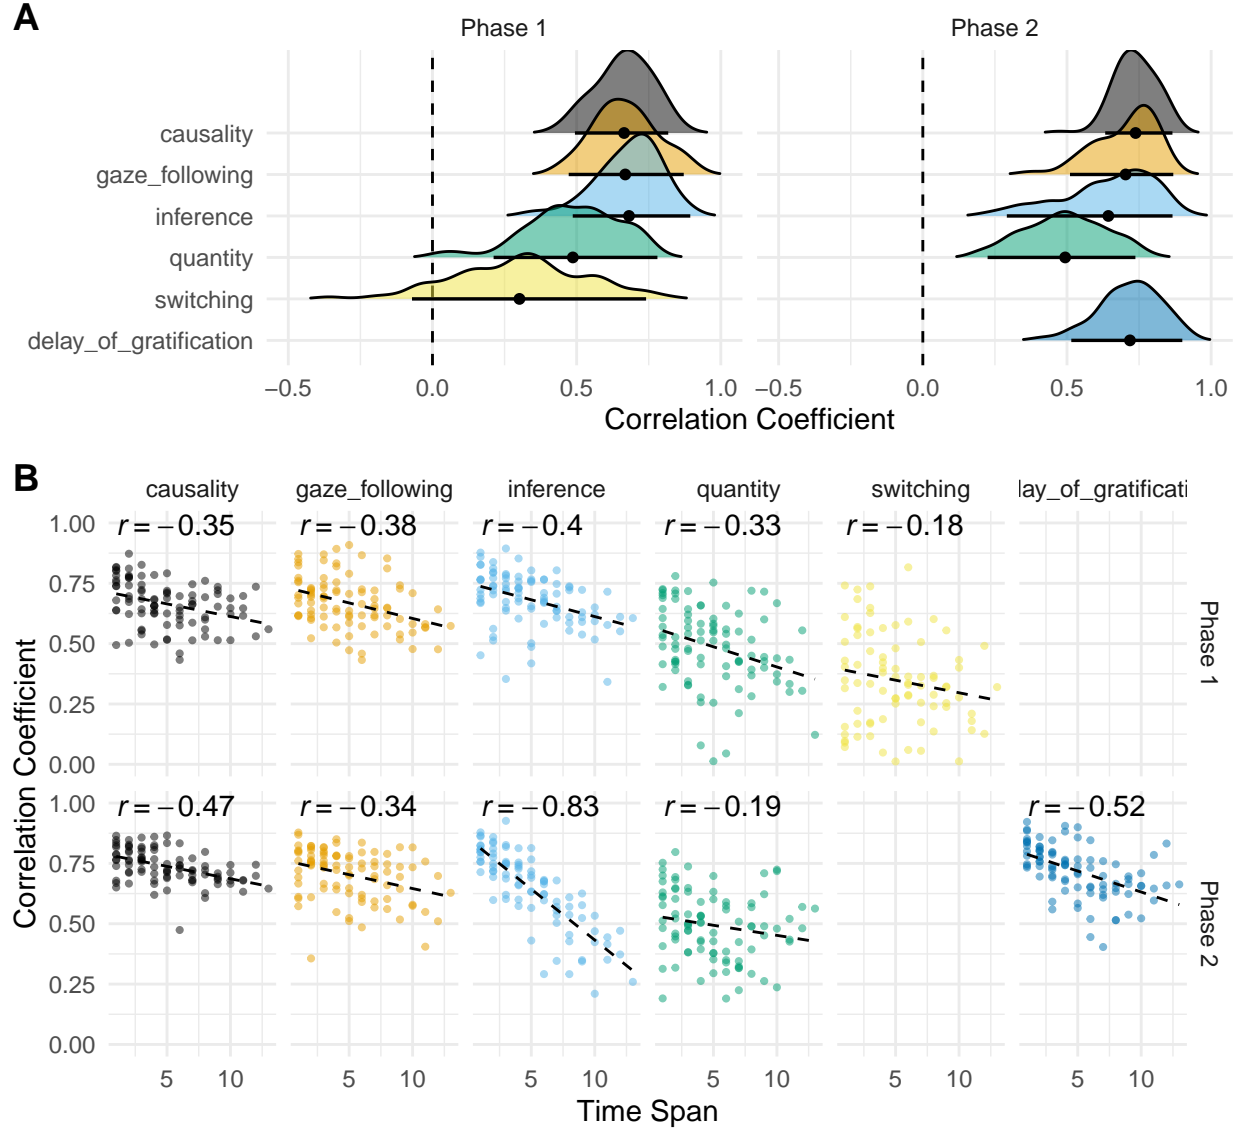 A
Phase 1
Phase 2
causality
gaze_following
inference
quantity
switching
delay_of_gratification
−0.5 0.0 0.5 1.0 −0.5 0.0 0.5 1.0
Correlation Coefficient
B
causality gaze_following inference quantity switching lay_of_gratificati
r = −0.35 r = −0.38 r = −0.4 r = −0.33 r = −0.18
1.00
0.75
0.50
0.25
0.00
Correlation Coefficient
Phase 1
r = −0.47 r = −0.34 r = −0.83 r = −0.19 r = −0.52
1.00
0.75
0.50
0.25
0.00
Phase 2
5 10 5 10 5 10 5 10 5 10 5 10
Time Span